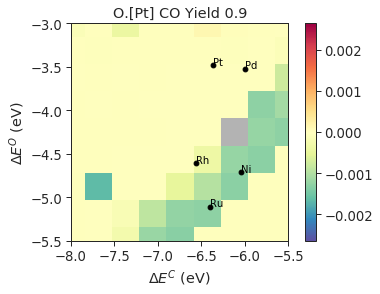 O.[Pt] CO Yield 0.9
−3.0
−3.5
−4.0
−4.5
−5.0
−5.5
ΔE^O (eV)
Pt
Pd
Rh
Ni
Ru
−8.0 −7.5 −7.0 −6.5 −6.0 −5.5
ΔE^C (eV)
0.002
0.001
0.000
−0.001
−0.002